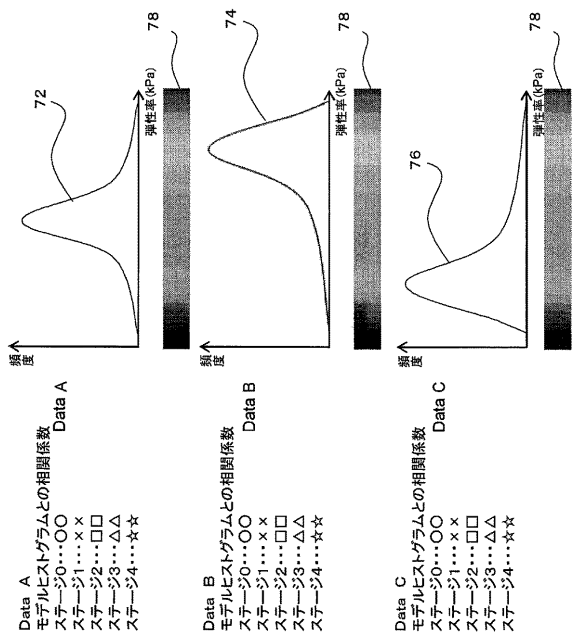 Data A
モデルヒストグラムとの相関係数
ステージ0･･･○○
ステージ1･･･××
ステージ2･･･□□
ステージ3･･･△△
ステージ4･･･☆☆
Data A
頻度
72
弾性率(kPa)
78
Data B
モデルヒストグラムとの相関係数
ステージ0･･･○○
ステージ1･･･××
ステージ2･･･□□
ステージ3･･･△△
ステージ4･･･☆☆
Data B
頻度
74
弾性率(kPa)
78
Data C
モデルヒストグラムとの相関係数
ステージ0･･･○○
ステージ1･･･××
ステージ2･･･□□
ステージ3･･･△△
ステージ4･･･☆☆
Data C
頻度
76
弾性率(kPa)
78